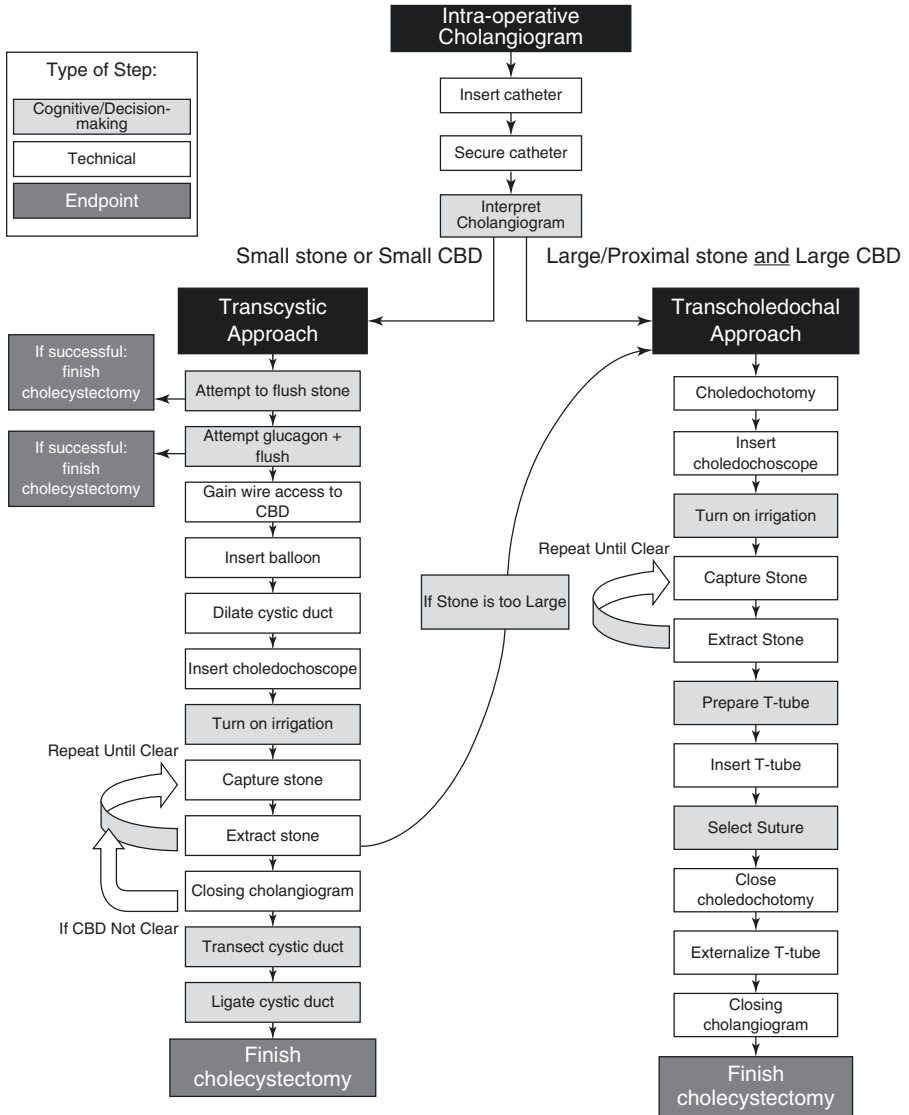 Intra-operative
Cholangiogram
Type of Step:
Cognitive/Decision-
making
Technical
Endpoint
Insert catheter
Secure catheter
Interpret
Cholangiogram
Small stone or Small CBD
Large/Proximal stone and Large CBD
Transcystic
Approach
If successful:
finish
cholecystectomy
Attempt to flush stone
If successful:
finish
cholecystectomy
Attempt glucagon +
flush
Gain wire access to
CBD
Insert balloon
Dilate cystic duct
Insert choledochoscope
Turn on irrigation
Repeat Until Clear
Capture stone
Extract stone
Closing cholangiogram
If CBD Not Clear
Transect cystic duct
Ligate cystic duct
Finish
cholecystectomy
If Stone is too Large
Transcholedochal
Approach
Choledochotomy
Insert
choledochoscope
Turn on irrigation
Repeat Until Clear
Capture Stone
Extract Stone
Prepare T-tube
Insert T-tube
Select Suture
Close
choledochotomy
Externalize T-tube
Closing
cholangiogram
Finish
cholecystectomy